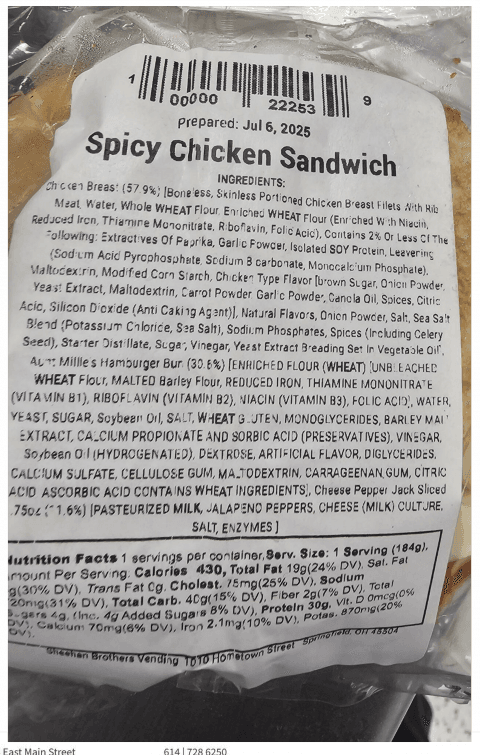 1 00000 22253 9
Prepared: Jul 6, 2025
Spicy Chicken Sandwich
INGREDIENTS:
Chicken Breast (57.9%) [Boneless, Skinless Portioned Chicken Breast Filets With Rib
Meat, Water, Whole WHEAT Flour, Enriched WHEAT Flour (Enriched With Niacin,
Reduced Iron, Thiamine Mononitrate, Riboflavin, Folic Acid), Contains 2% Or Less Of The
Following: Extractives Of Paprika, Garlic Powder, Isolated SOY Protein, Leavening
(Sodium Acid Pyrophosphate, Sodium Bicarbonate, Monocalcium Phosphate),
Maltodextrin, Modified Corn Starch, Chicken Type Flavor [Brown Sugar, Onion Powder,
Yeast Extract, Maltodextrin, Carrot Powder Garlic Powder, Canola Oil, Spices, Citric
Acid, Silicon Dioxide (Anti Caking Agent)], Natural Flavors, Onion Powder, Salt, Sea Salt
Blend (Potassium Chloride, Sea Salt), Sodium Phosphates, Spices (Including Celery
Seed), Starter Distillate, Sugar, Vinegar, Yeast Extract Breading Set In Vegetable Oil',
Aunt Millie's Hamburger Bun (30.6%) [ENRICHED FLOUR (WHEAT) [UNBLEACHED
WHEAT Flour, MALTED Barley Flour, REDUCED IRON, THIAMINE MONONITRATE
(VITAMIN B1), RIBOFLAVIN (VITAMIN B2), NIACIN (VITAMIN B3), FOLIC ACID], WATER,
YEAST, SUGAR, Soybean Oil, SALT, WHEAT GLUTEN, MONOGLYCERIDES, BARLEY MALT
EXTRACT, CALCIUM PROPIONATE AND SORBIC ACID (PRESERVATIVES), VINEGAR,
Soybean Oil (HYDROGENATED), DEXTROSE, ARTIFICIAL FLAVOR, DIGLYCERIDES,
CALCIUM SULFATE, CELLULOSE GUM, MALTODEXTRIN, CARRAGEENAN GUM, CITRIC
ACID ASCORBIC ACID CONTAINS WHEAT INGREDIENTS], Cheese Pepper Jack Sliced
.75oz (11.6%) [PASTEURIZED MILK, JALAPENO PEPPERS, CHEESE (MILK) CULTURE,
SALT, ENZYMES ]
Nutrition Facts 1 servings per container, Serv. Size: 1 Serving (184g),
Amount Per Serving: Calories 430, Total Fat 19g(24% DV), Sat. Fat
g(30% DV), Trans Fat 0g, Cholest. 75mg(25% DV), Sodium
20mg(31% DV), Total Carb. 40g(15% DV), Fiber 2g(7% DV), Total
Sugars 4g, (Inc. 4g Added Sugars 8% DV), Protein 30g, Vit. D 0mcg(0%
DV), Calcium 70mg(6% DV), Iron 2.1mg(10% DV), Potas. 870mg(20%
DV).
Sheehan Brothers Vending 1010 Hometown Street Springfield, OH 45504
East Main Street 614 | 728 6250